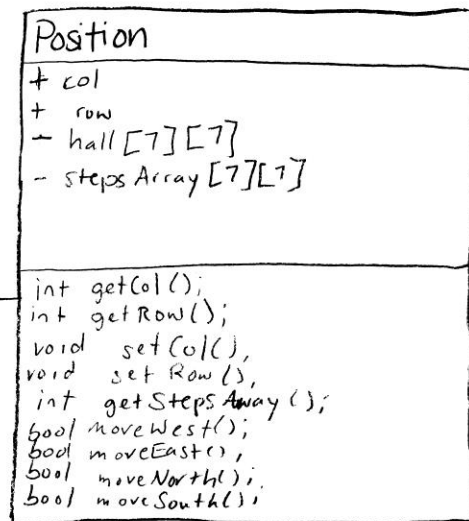 Position
+ col
+ row
- hall [7][7]
- steps Array [7][7]
int getCol();
int getRow();
void setCol(),
void set Row(),
int getSteps Away();
bool moveWest();
bool moveEast(),
bool moveNorth();
bool moveSouth();